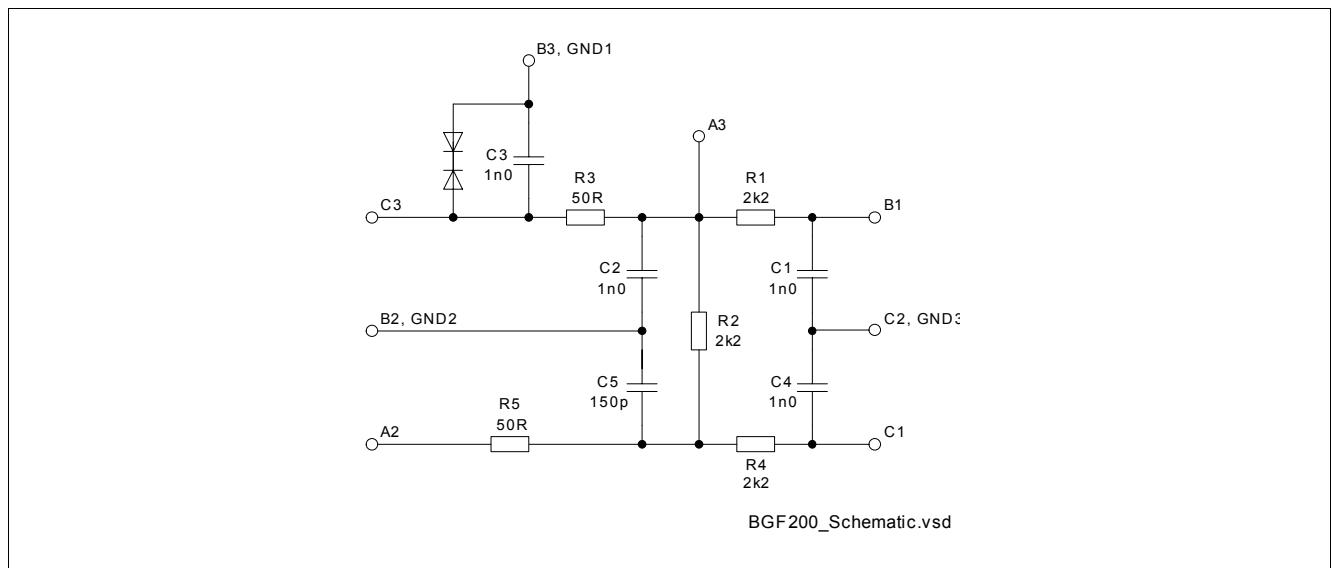 B3, GND1
A3
C3
1n0
R3
50R
R1
2k2
C3
B1
C2
1n0
C1
1n0
B2, GND2
R2
2k2
C2, GND3
C5
150p
C4
1n0
R5
50R
A2
C1
R4
2k2
BGF200_Schematic.vsd